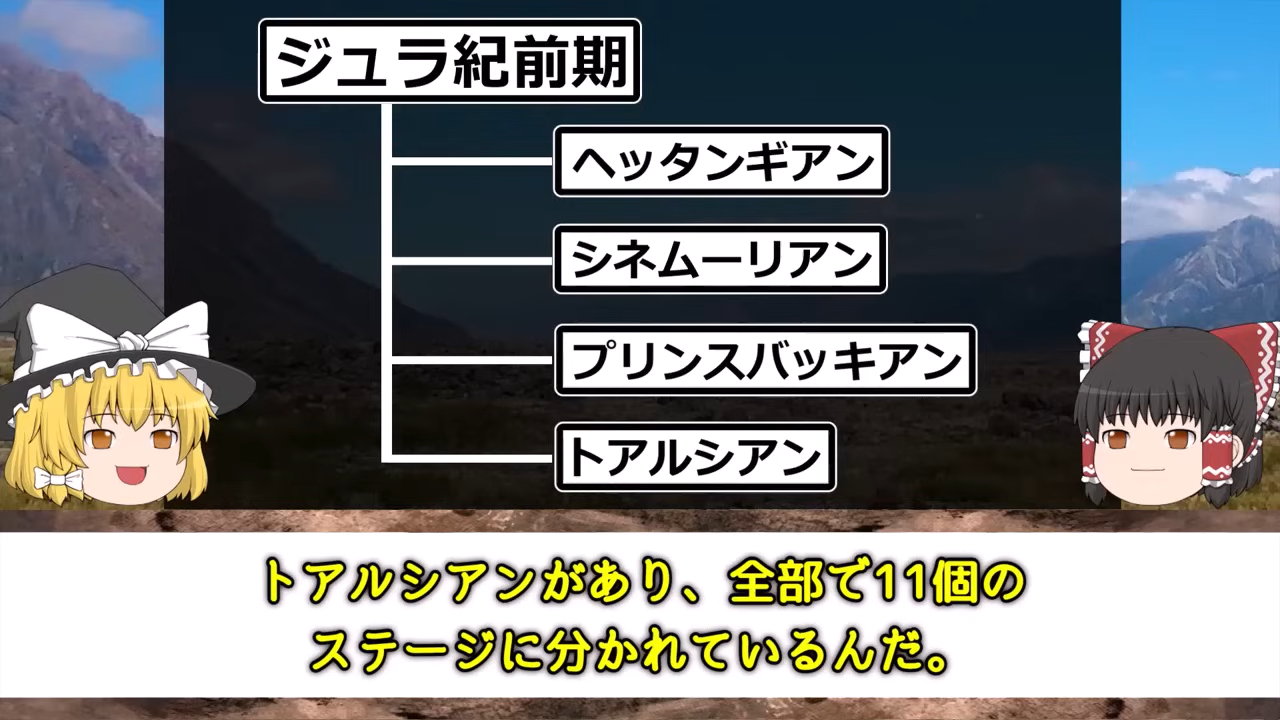 ジュラ紀前期
ヘッタンギアン
シネムーリアン
プリンスバッキアン
トアルシアン
トアルシアンがあり、全部で11個の
ステージに分かれているんだ。